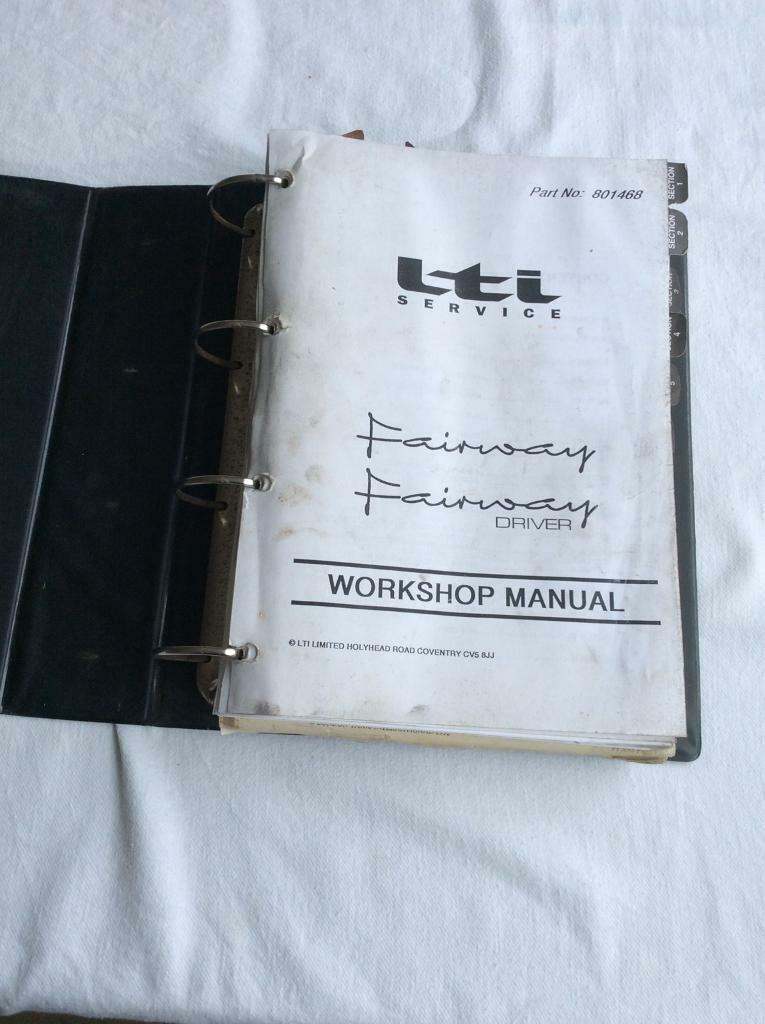 Part No: 801468
SECTION
1
SECTION
2
3
4
5
Lti
SERVICE
Fairway
Fairway
DRIVER
WORKSHOP MANUAL
© LTI LIMITED HOLYHEAD ROAD COVENTRY CV5 8JJ